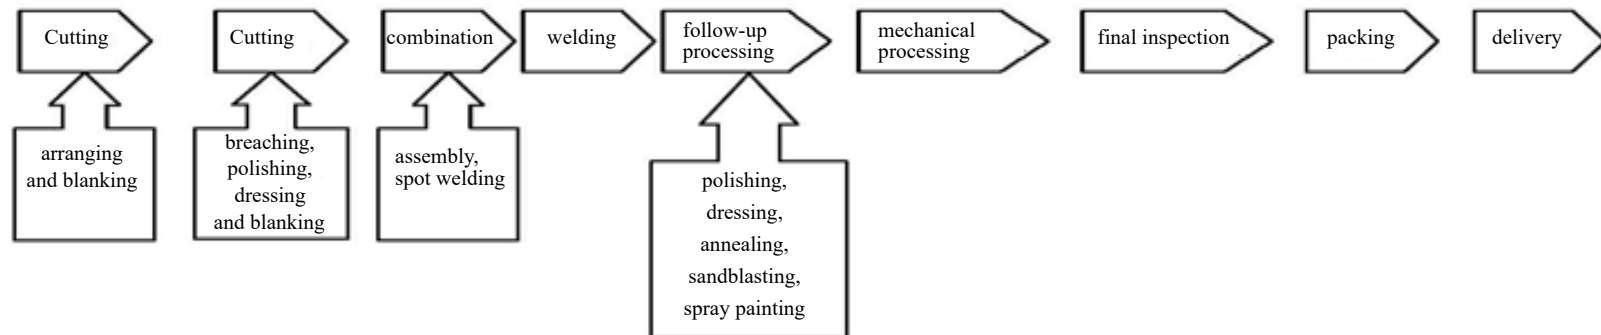 Cutting
Cutting
combination
welding
follow-up
processing
mechanical
processing
final inspection
packing
delivery
arranging
and blanking
breaching,
polishing,
dressing
and blanking
assembly,
spot welding
polishing,
dressing,
annealing,
sandblasting,
spray painting